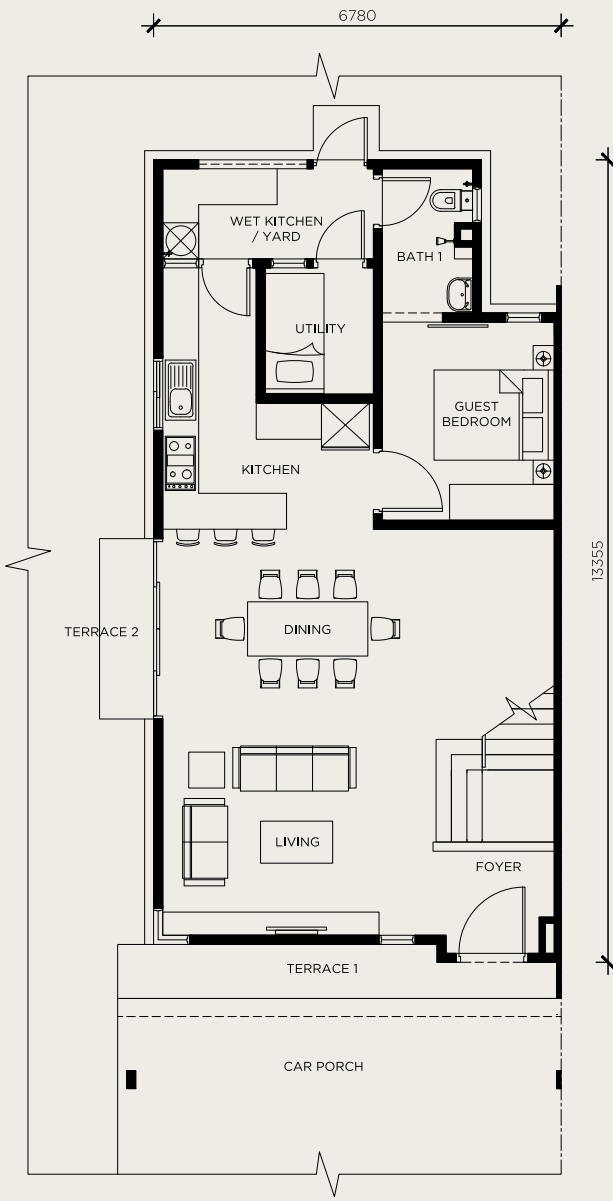 6780
WET KITCHEN
/ YARD
BATH 1
UTILITY
GUEST
BEDROOM
KITCHEN
13355
TERRACE 2
DINING
LIVING
FOYER
TERRACE 1
CAR PORCH